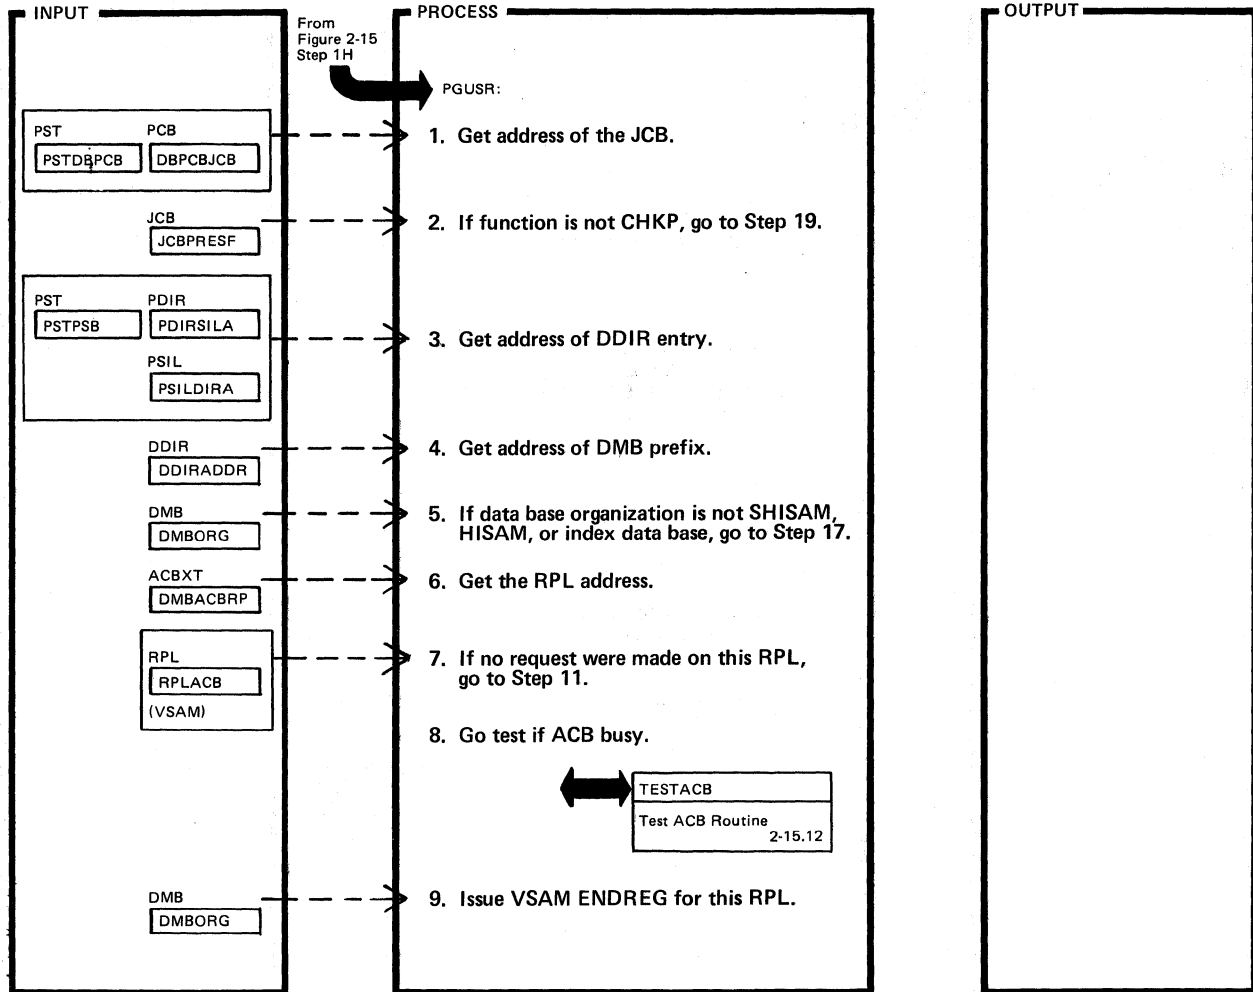 INPUT
From
Figure 2-15
Step 1H
PROCESS
OUTPUT
PGUSR:
PST PCB
PSTDBPCB DBPCBJCB
1. Get address of the JCB.
JCB
JCBPRESF
2. If function is not CHKP, go to Step 19.
PST PDIR
PSTPSB PDIRSILA
PSIL
PSILDIRA
3. Get address of DDIR entry.
DDIR
DDIRADDR
4. Get address of DMB prefix.
DMB
DMBORG
5. If data base organization is not SHISAM,
HISAM, or index data base, go to Step 17.
ACBXT
DMBACBRP
6. Get the RPL address.
RPL
RPLACB
(VSAM)
7. If no request were made on this RPL,
go to Step 11.
8. Go test if ACB busy.
TESTACB
Test ACB Routine
2-15.12
DMB
DMBORG
9. Issue VSAM ENDREG for this RPL.